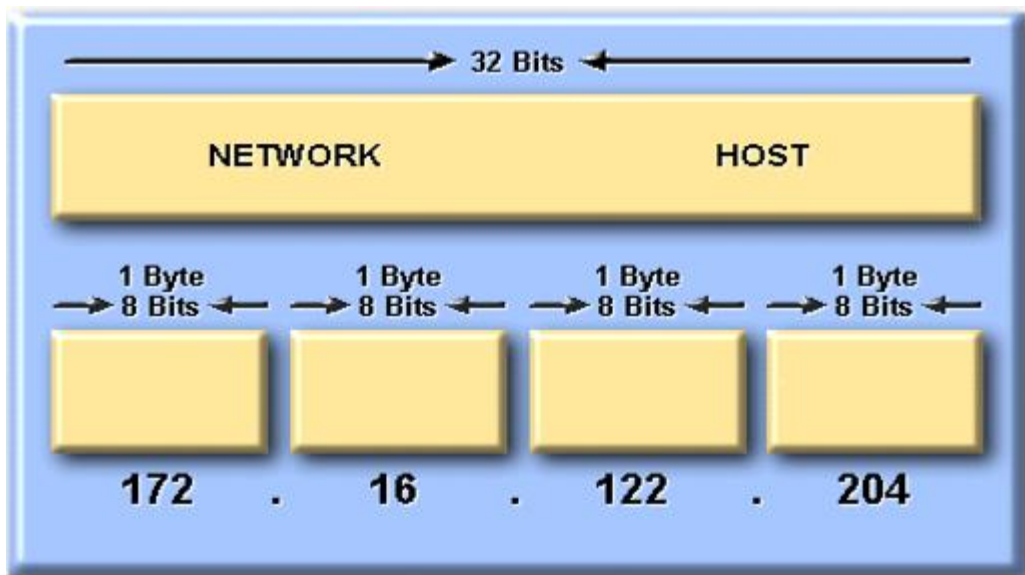 32 Bits
NETWORK HOST
1 Byte 1 Byte 1 Byte 1 Byte
8 Bits 8 Bits 8 Bits 8 Bits
172 . 16 . 122 . 204